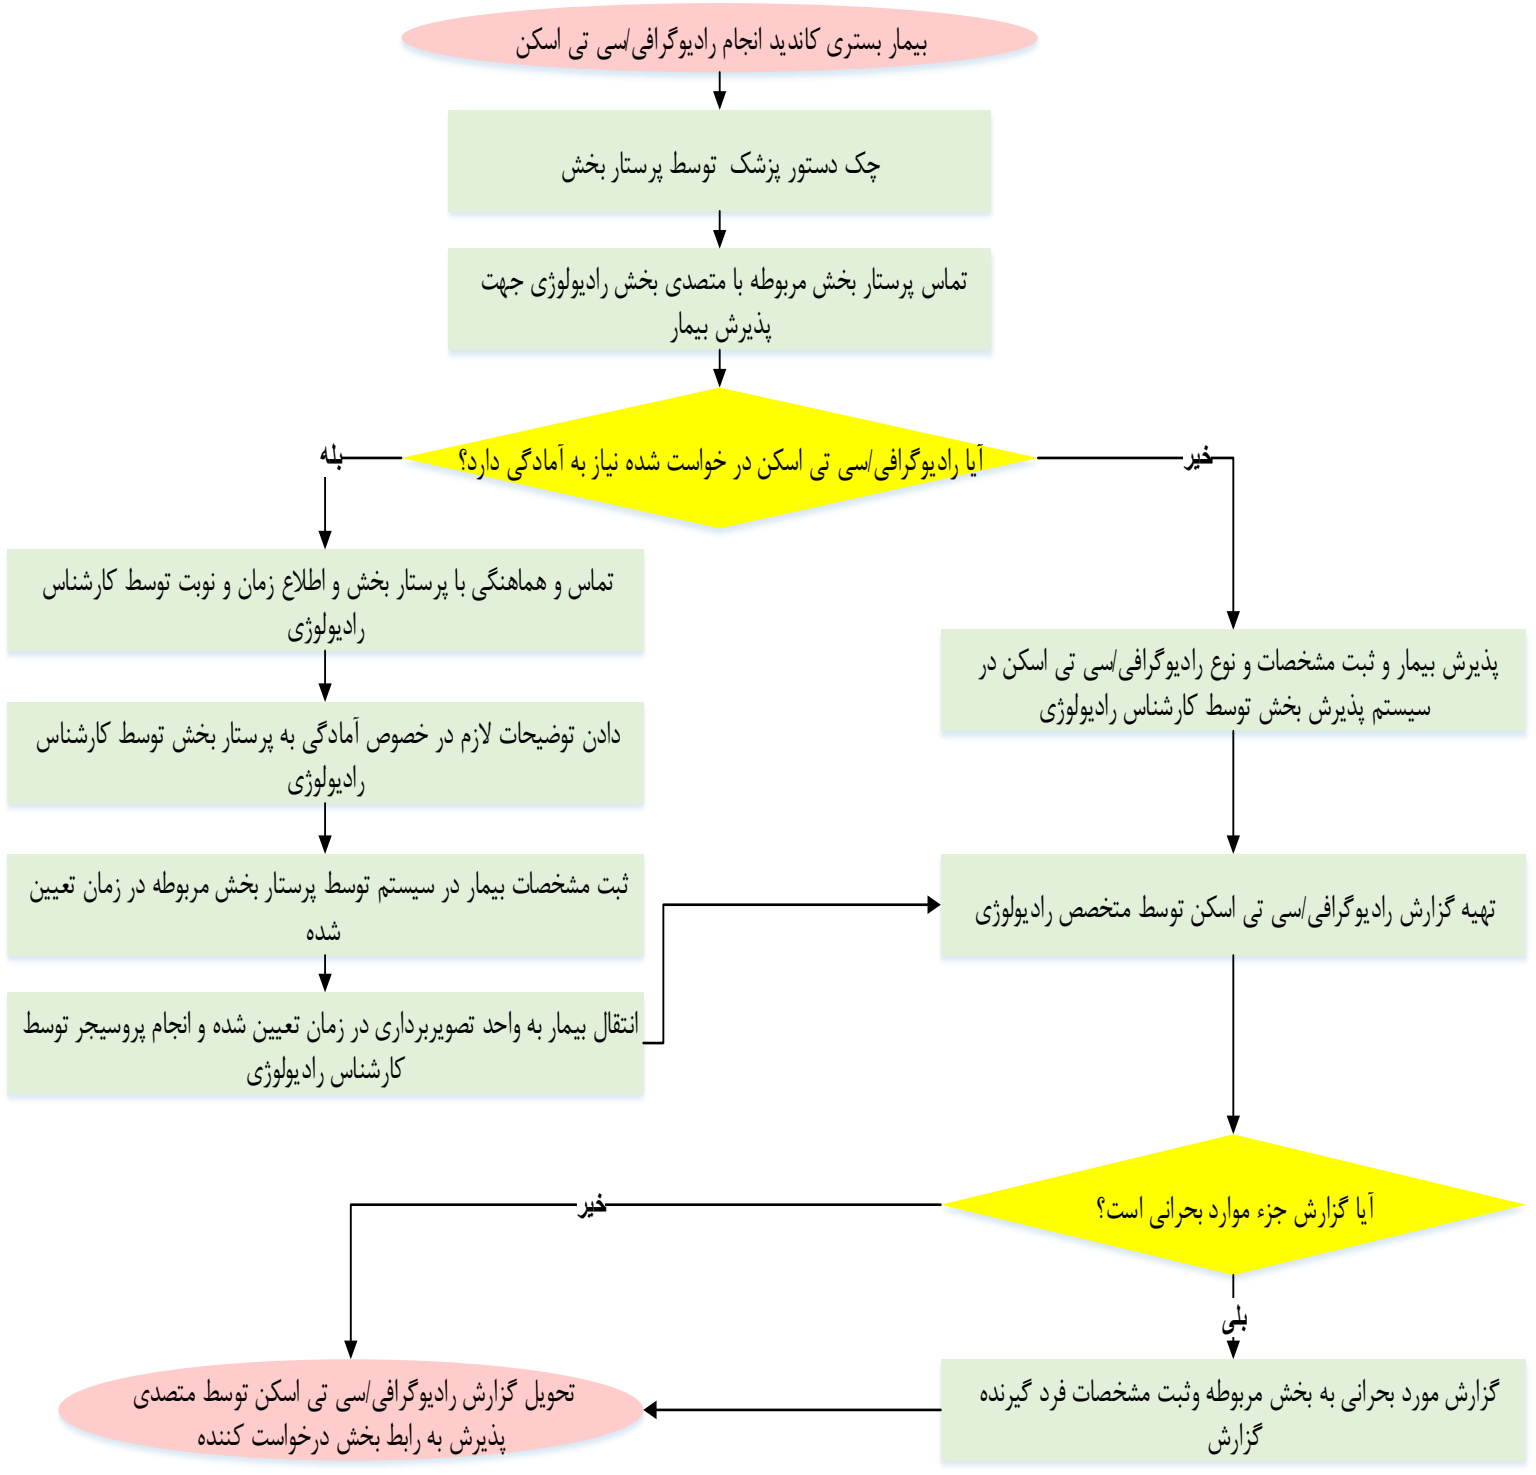 بیمار بستری کاندید انجام رادیوگرافی/سی تی اسکن
چک دستور پزشک توسط پرستار بخش
تماس پرستار بخش مربوطه با متصدی بخش رادیولوژی جهت
پذیرش بیمار
آیا رادیوگرافی/سی تی اسکن در خواست شده نیاز به آمادگی دارد؟
خیر
بله
تماس و هماهنگی با پرستار بخش و اطلاع زمان و نوبت توسط کارشناس
رادیولوژی
پذیرش بیمار و ثبت مشخصات و نوع رادیوگرافی/سی تی اسکن در
سیستم پذیرش بخش توسط کارشناس رادیولوژی
دادن توضیحات لازم در خصوص آمادگی به پرستار بخش توسط کارشناس
رادیولوژی
ثبت مشخصات بیمار در سیستم توسط پرستار بخش مربوطه در زمان تعیین
شده
تهیه گزارش رادیوگرافی/سی تی اسکن توسط متخصص رادیولوژی
انتقال بیمار به واحد تصویربرداری در زمان تعیین شده و انجام پروسیجر توسط
کارشناس رادیولوژی
آیا گزارش جزء موارد بحرانی است؟
خیر
بلی
گزارش مورد بحرانی به بخش مربوطه وثبت مشخصات فرد گیرنده
گزارش
تحویل گزارش رادیوگرافی/سی تی اسکن توسط متصدی
پذیرش به رابط بخش درخواست کننده